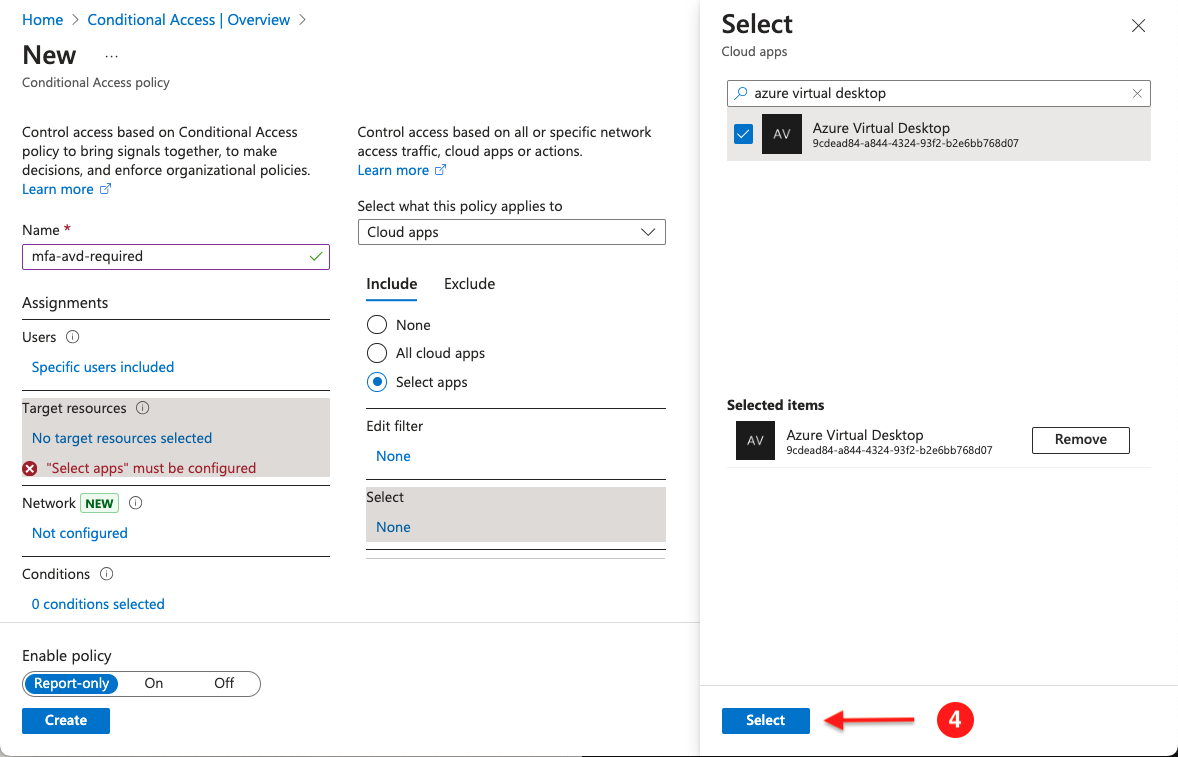 Home > Conditional Access | Overview >
New ...
Conditional Access policy
Control access based on Conditional Access
policy to bring signals together, to make
decisions, and enforce organizational policies.
Learn more
Name *
mfa-avd-required
Assignments
Users
Specific users included
Target resources
No target resources selected
"Select apps" must be configured
Network NEW
Not configured
Conditions
0 conditions selected
Enable policy
Report-only On Off
Create
Control access based on all or specific network
access traffic, cloud apps or actions.
Learn more
Select what this policy applies to
Cloud apps
Include Exclude
None
All cloud apps
Select apps
Edit filter
None
Select
None
Select
Cloud apps
azure virtual desktop
AV
Azure Virtual Desktop
9cdead84-a844-4324-93f2-b2e6bb768d07
Selected items
AV
Azure Virtual Desktop
9cdead84-a844-4324-93f2-b2e6bb768d07
Remove
Select
4